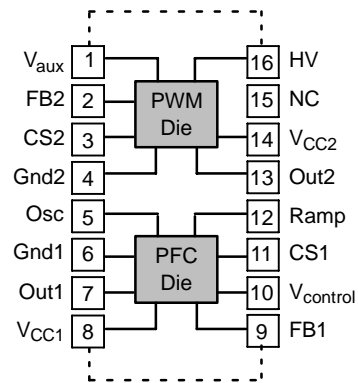 Vaux 1 16 HV
FB2 2 PWM 15 NC
CS2 3 Die 14 VCC2
Gnd2 4 13 Out2
Osc 5 12 Ramp
Gnd1 6 PFC 11 CS1
Out1 7 Die 10 Vcontrol
VCC1 8 9 FB1